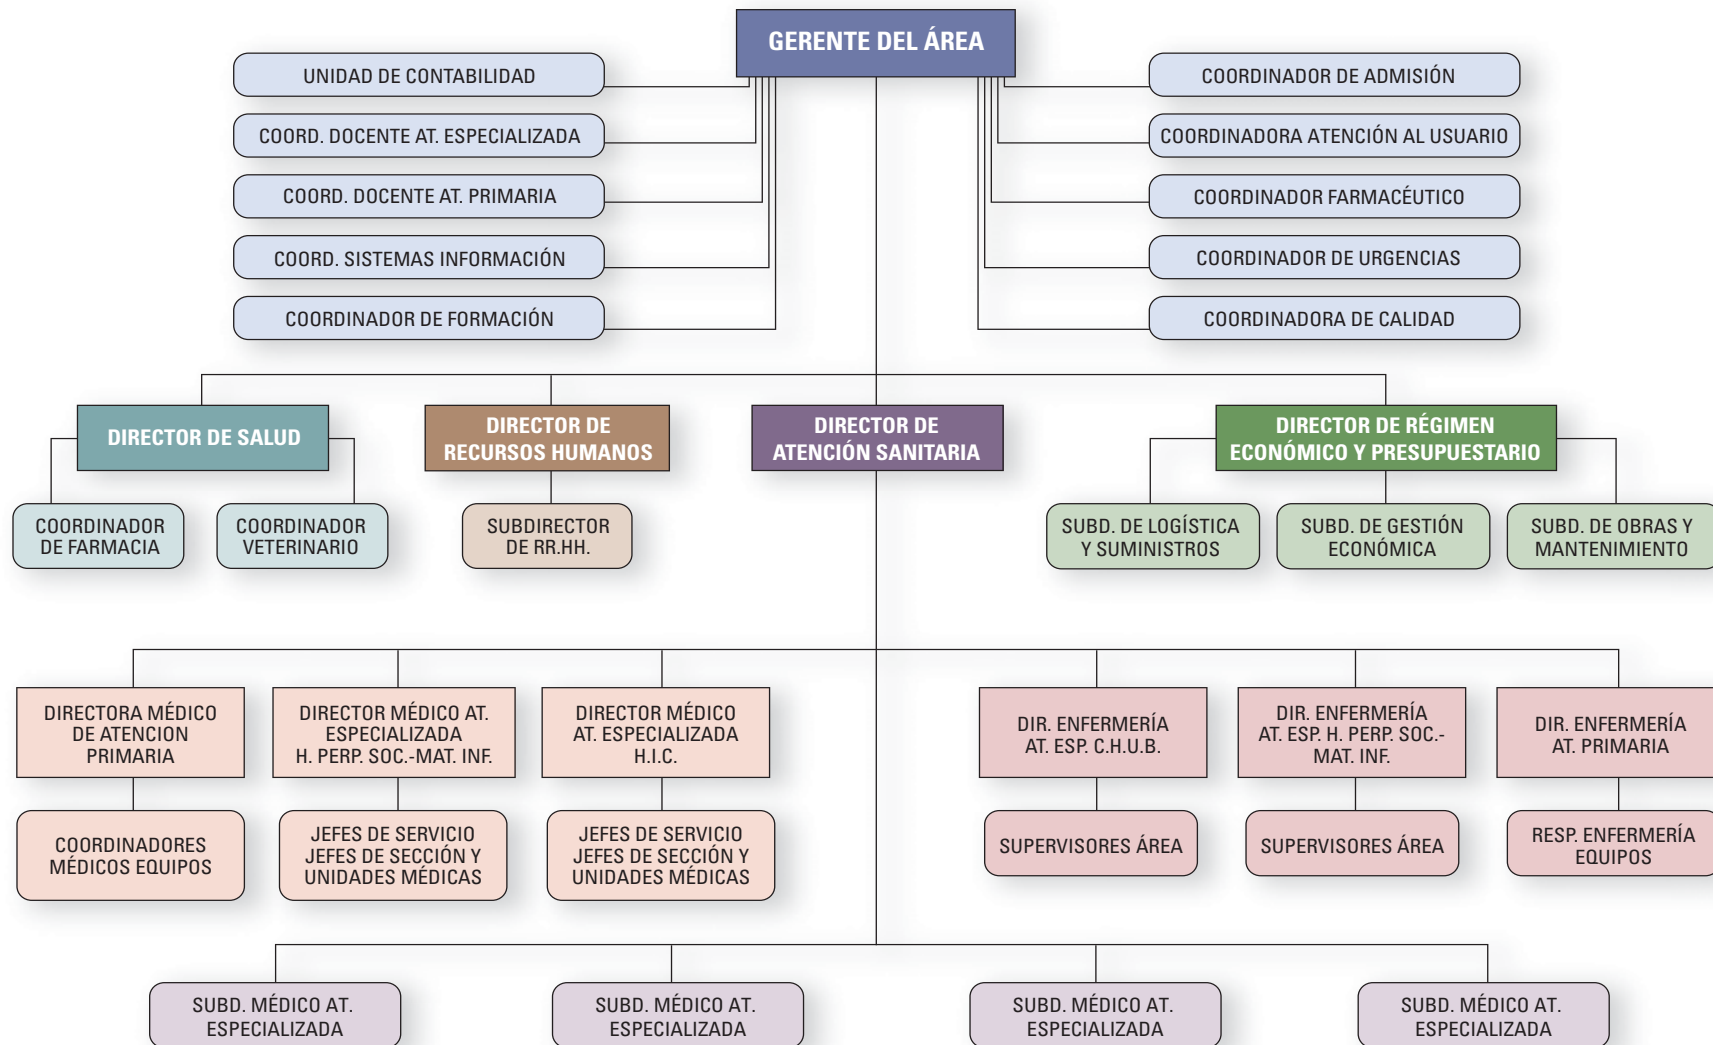 GERENTE DEL ÁREA
UNIDAD DE CONTABILIDAD
COORD. DOCENTE AT. ESPECIALIZADA
COORD. DOCENTE AT. PRIMARIA
COORD. SISTEMAS INFORMACIÓN
COORDINADOR DE FORMACIÓN
COORDINADOR DE ADMISIÓN
COORDINADORA ATENCIÓN AL USUARIO
COORDINADOR FARMACÉUTICO
COORDINADOR DE URGENCIAS
COORDINADORA DE CALIDAD
DIRECTOR DE SALUD
DIRECTOR DE
RECURSOS HUMANOS
DIRECTOR DE
ATENCIÓN SANITARIA
DIRECTOR DE RÉGIMEN
ECONÓMICO Y PRESUPUESTARIO
COORDINADOR
DE FARMACIA
COORDINADOR
VETERINARIO
SUBDIRECTOR
DE RR.HH.
SUBD. DE LOGÍSTICA
Y SUMINISTROS
SUBD. DE GESTIÓN
ECONÓMICA
SUBD. DE OBRAS Y
MANTENIMIENTO
DIRECTORA MÉDICO
DE ATENCION
PRIMARIA
DIRECTOR MÉDICO AT.
ESPECIALIZADA
H. PERP. SOC.-MAT. INF.
DIRECTOR MÉDICO
AT. ESPECIALIZADA
H.I.C.
DIR. ENFERMERÍA
AT. ESP. C.H.U.B.
DIR. ENFERMERÍA
AT. ESP. H. PERP. SOC.-
MAT. INF.
DIR. ENFERMERÍA
AT. PRIMARIA
COORDINADORES
MÉDICOS EQUIPOS
JEFES DE SERVICIO
JEFES DE SECCIÓN Y
UNIDADES MÉDICAS
JEFES DE SERVICIO
JEFES DE SECCIÓN Y
UNIDADES MÉDICAS
SUPERVISORES ÁREA
SUPERVISORES ÁREA
RESP. ENFERMERÍA
EQUIPOS
SUBD. MÉDICO AT.
ESPECIALIZADA
SUBD. MÉDICO AT.
ESPECIALIZADA
SUBD. MÉDICO AT.
ESPECIALIZADA
SUBD. MÉDICO AT.
ESPECIALIZADA